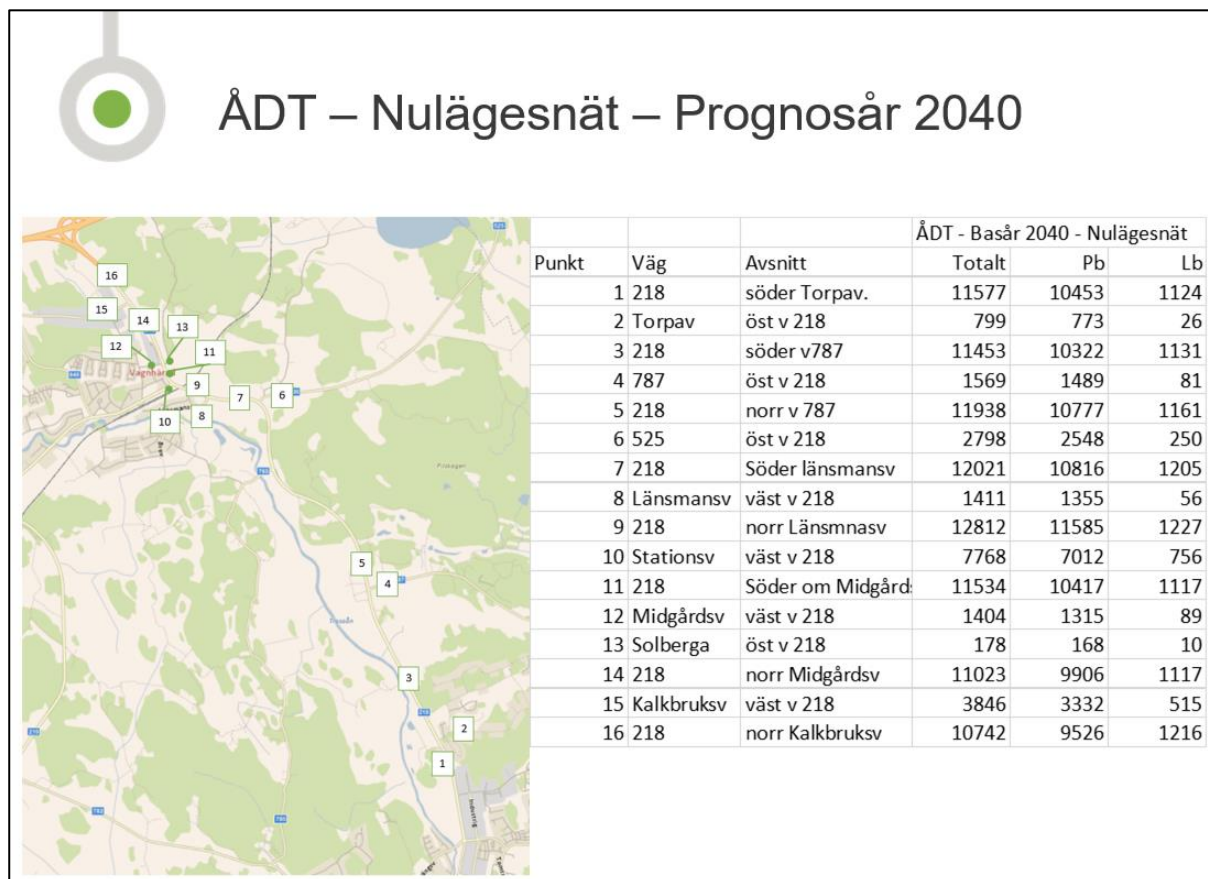 ÅDT – Nulägesnät – Prognosår 2040
ÅDT - Basår 2040 - Nulägesnät
Punkt Väg Avsnitt Totalt Pb Lb
1 218 söder Torpav. 11577 10453 1124
2 Torpav öst v 218 799 773 26
3 218 söder v787 11453 10322 1131
4 787 öst v 218 1569 1489 81
5 218 norr v 787 11938 10777 1161
6 525 öst v 218 2798 2548 250
7 218 Söder länsmansv 12021 10816 1205
8 Länsmansv väst v 218 1411 1355 56
9 218 norr Länsmnasv 12812 11585 1227
10 Stationsv väst v 218 7768 7012 756
11 218 Söder om Midgård 11534 10417 1117
12 Midgårdsv väst v 218 1404 1315 89
13 Solberga öst v 218 178 168 10
14 218 norr Midgårdsv 11023 9906 1117
15 Kalkbruksv väst v 218 3846 3332 515
16 218 norr Kalkbruksv 10742 9526 1216
16
15
14
13
12
11
9
7
6
10
8
5
4
3
218
2
1
Industrig